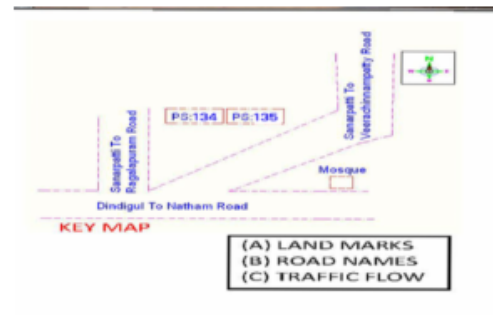 N
PS:134 PS:135
Sanarpatti To
Veerachinnampetty Road
Sanarpatti To
Ragalapuram Road
Mosque
Dindigul To Natham Road
KEY MAP
(A) LAND MARKS
(B) ROAD NAMES
(C) TRAFFIC FLOW